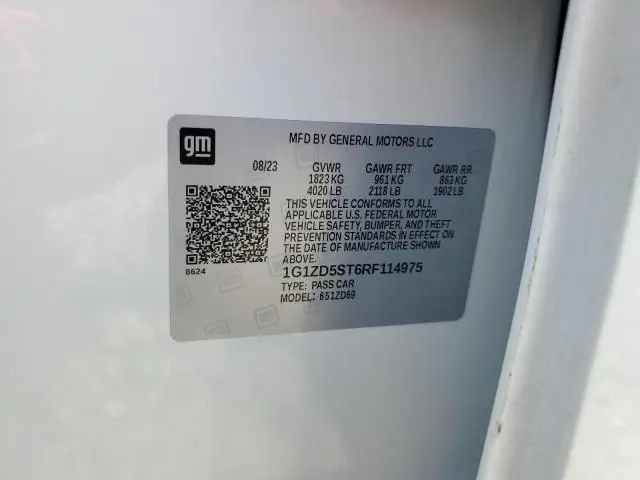 gm
MFD BY GENERAL MOTORS LLC
08/23 GVWR GAWR FRT GAWR RR
1823 KG 961 KG 863 KG
4020 LB 2118 LB 1902 LB
THIS VEHICLE CONFORMS TO ALL
APPLICABLE U.S. FEDERAL MOTOR
VEHICLE SAFETY, BUMPER, AND THEFT
PREVENTION STANDARDS IN EFFECT ON
THE DATE OF MANUFACTURE SHOWN
ABOVE.
8624
1G1ZD5ST6RF114975
TYPE: PASS CAR
MODEL: 651ZD69